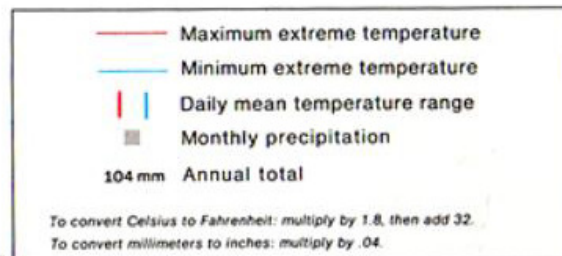 Maximum extreme temperature
Minimum extreme temperature
Daily mean temperature range
Monthly precipitation
104 mm Annual total
To convert Celsius to Fahrenheit: multiply by 1.8, then add 32.
To convert millimeters to inches: multiply by .04.